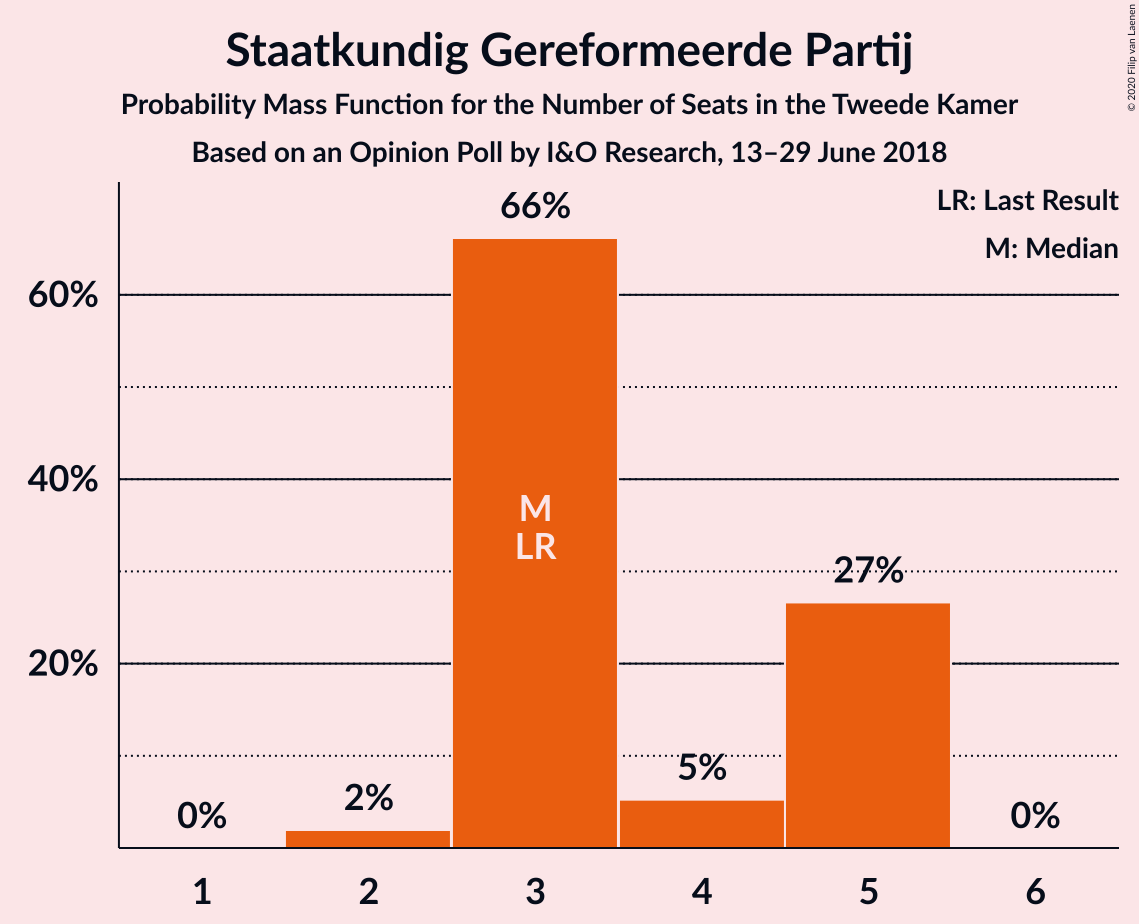 Staatkundig Gereformeerde Partij
Probability Mass Function for the Number of Seats in the Tweede Kamer
Based on an Opinion Poll by I&O Research, 13–29 June 2018
© 2020 Filip van Laenen
LR: Last Result
M: Median
60%
40%
20%
0%
2%
66%
M
LR
5%
27%
0%
1 2 3 4 5 6